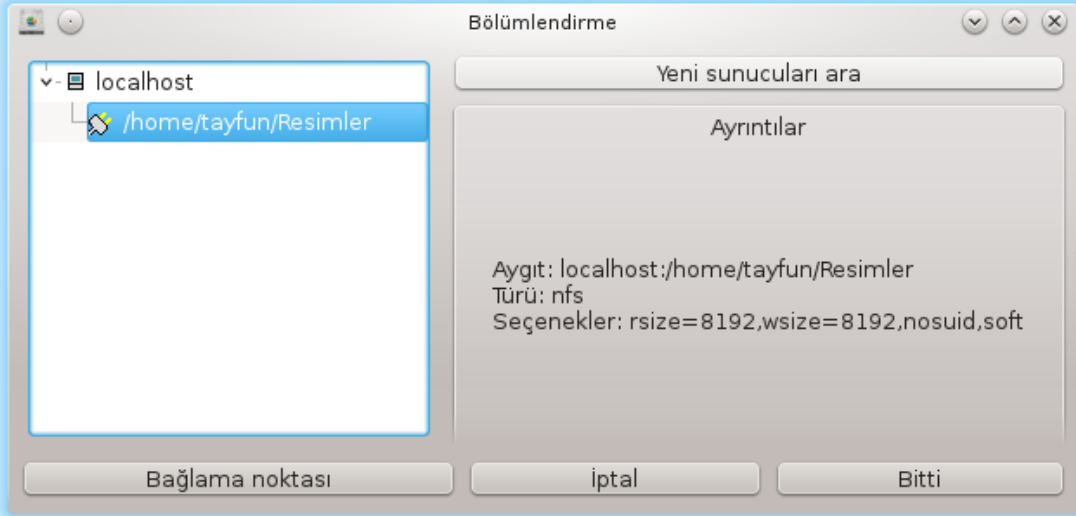 Bölümlendirme
localhost
/home/tayfun/Resimler
Yeni sunucuları ara
Ayrıntılar
Aygıt: localhost:/home/tayfun/Resimler
Türü: nfs
Seçenekler: rsize=8192,wsize=8192,nosuid,soft
Bağlama noktası
İptal
Bitti